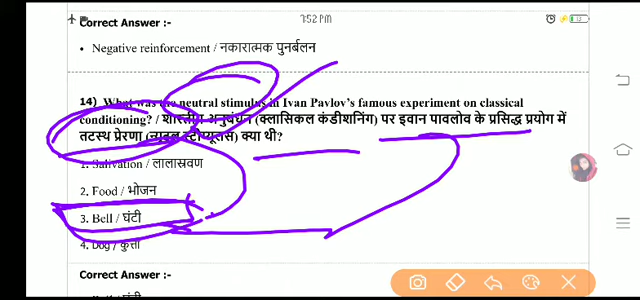 Correct Answer :-
7:52 PM
• Negative reinforcement / नकारात्मक पुनर्बलन
14) What was the neutral stimulus in Ivan Pavlov's famous experiment on classical
conditioning? / शास्त्रीय अनुबंधन (क्लासिकल कंडीशनिंग) पर इवान पावलोव के प्रसिद्ध प्रयोग में
तटस्थ प्रेरणा (न्यूट्रल स्टीमुलस) क्या थी?
1. Salivation / लालास्रवण
2. Food / भोजन
3. Bell / घंटी
4. Dog / कुत्ता
Correct Answer :-